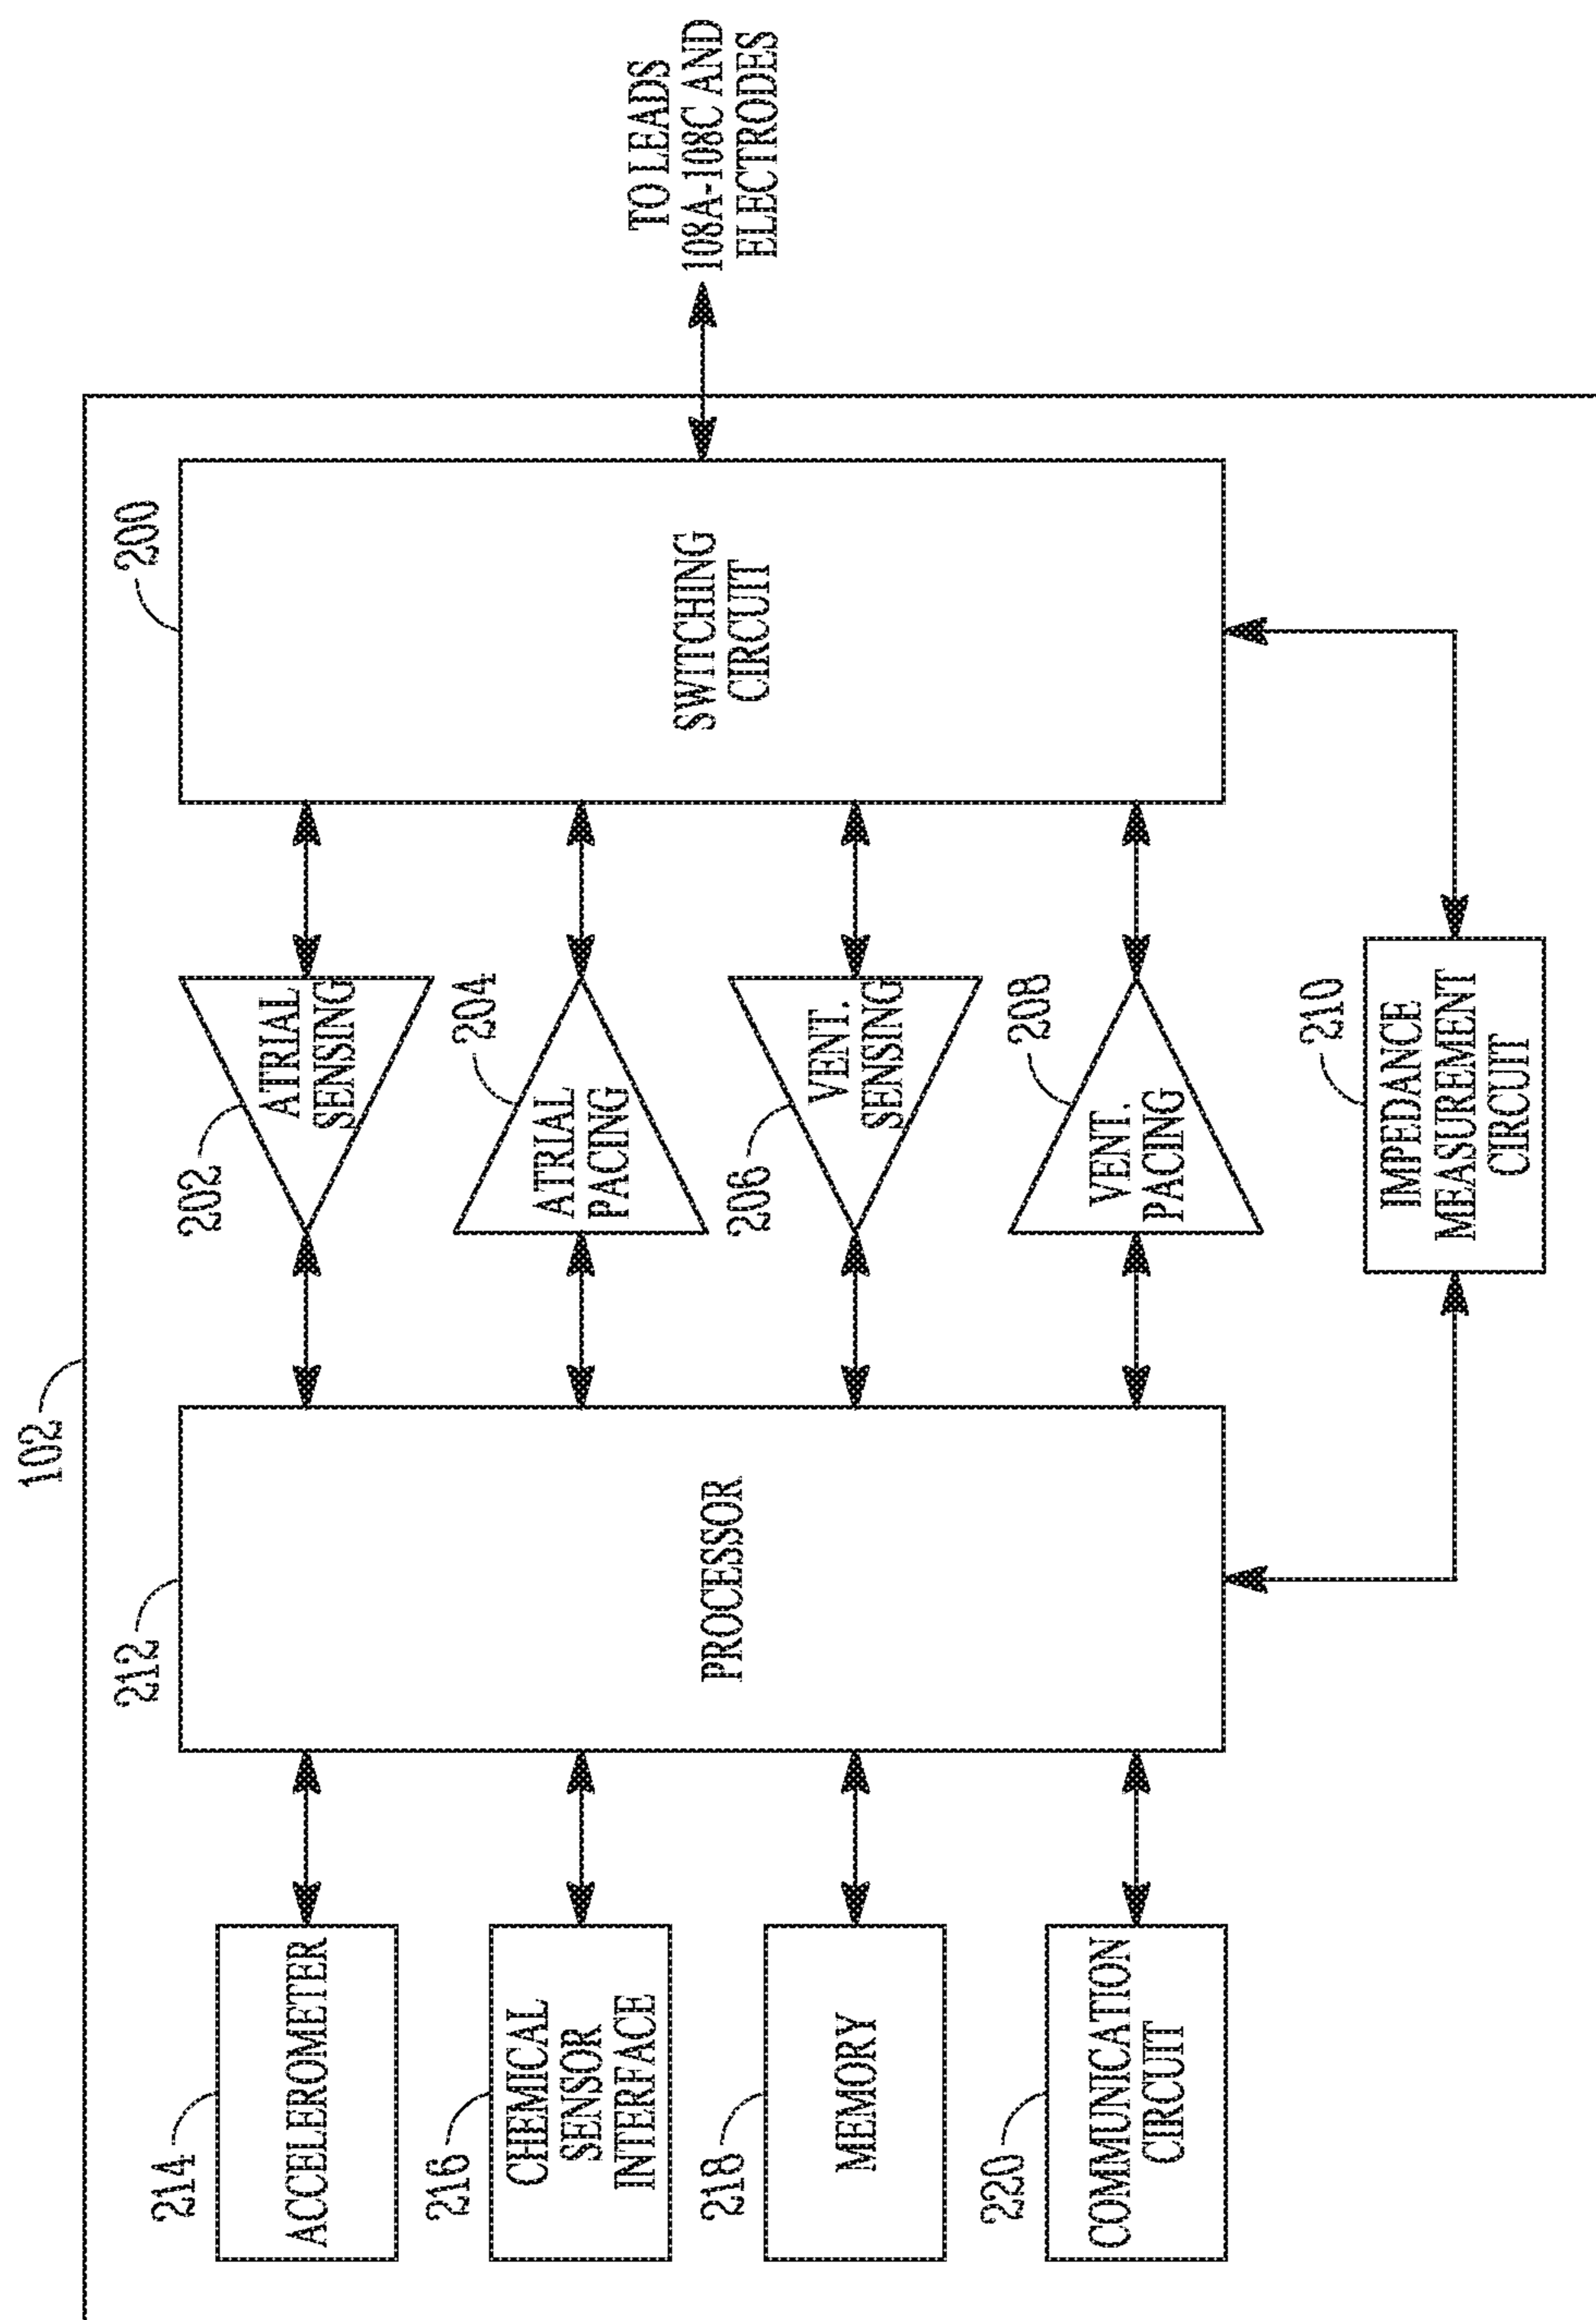 102
214
ACCELEROMETER
216
CHEMICAL
SENSOR
INTERFACE
218
MEMORY
220
COMMUNICATION
CIRCUIT
212
PROCESSOR
202
ATRIAL
SENSING
204
ATRIAL
PACING
206
VENT.
SENSING
208
VENT.
PACING
210
IMPEDANCE
MEASUREMENT
CIRCUIT
200
SWITCHING
CIRCUIT
TO LEADS
108A-108C AND
ELECTRODES